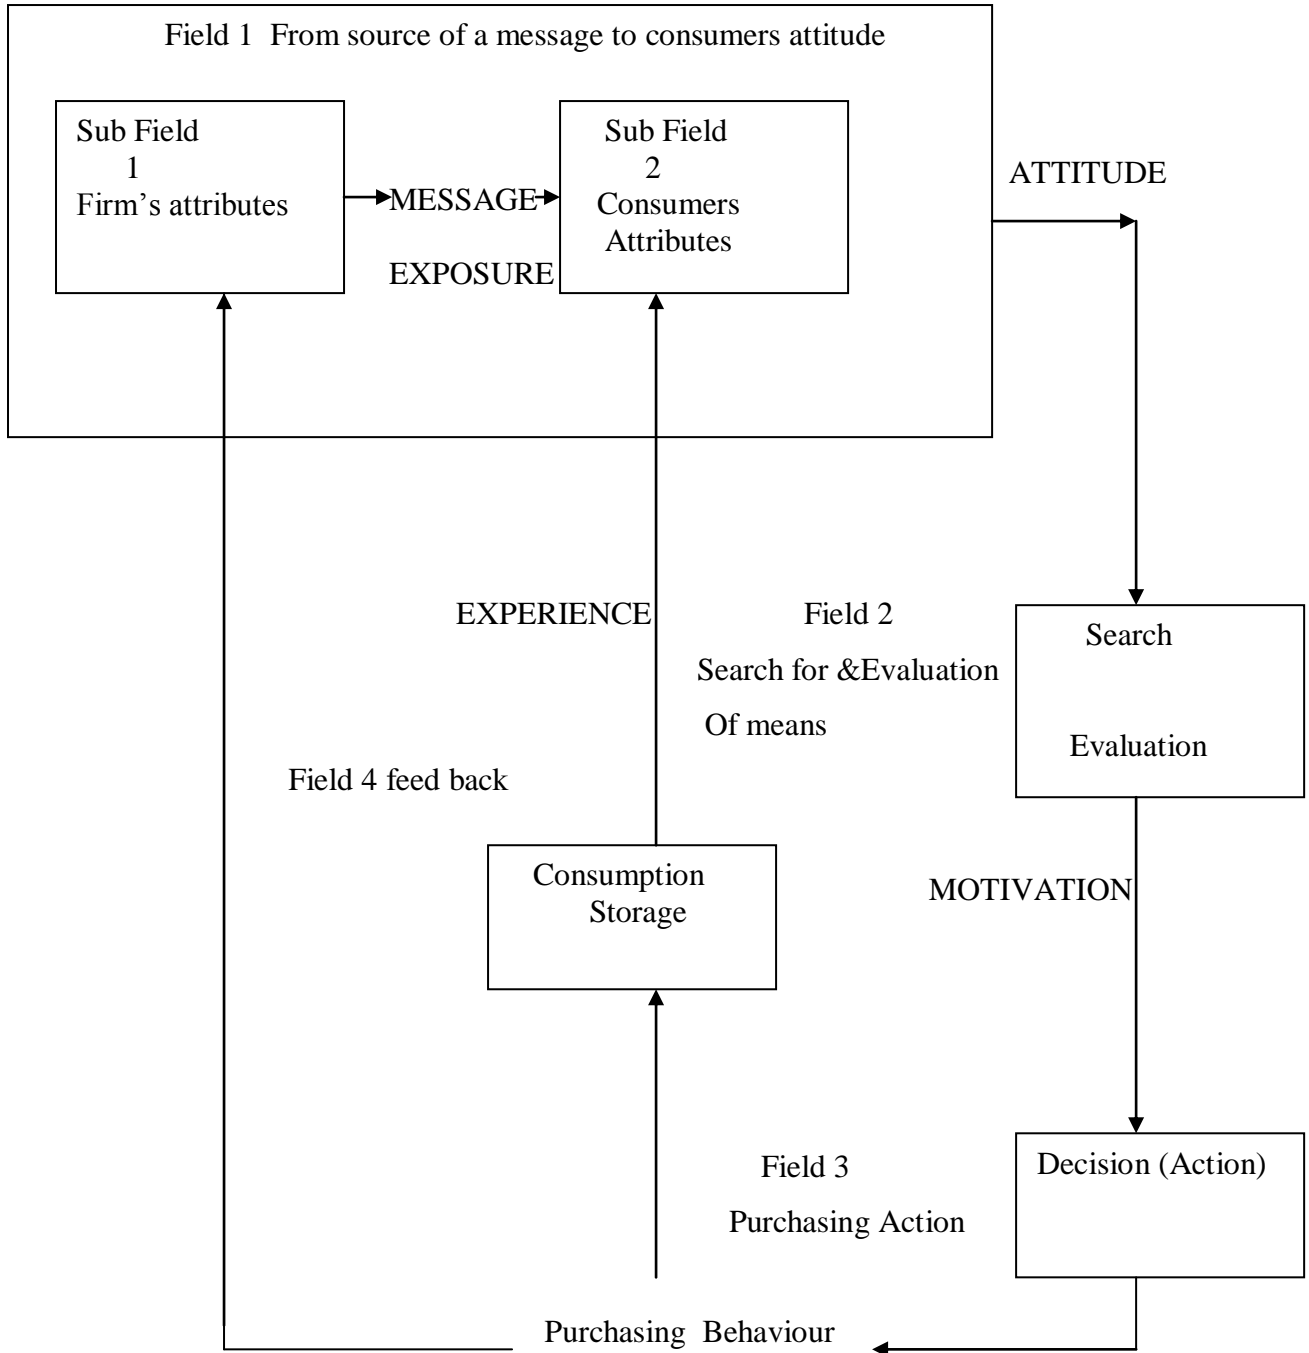 Field 1 From source of a message to consumers attitude
Sub Field
1
Firm's attributes
MESSAGE
EXPOSURE
Sub Field
2
Consumers
Attributes
ATTITUDE
EXPERIENCE
Field 2
Search for &Evaluation
Of means
Search
Evaluation
Field 4 feed back
Consumption
Storage
MOTIVATION
Field 3
Purchasing Action
Decision (Action)
Purchasing Behaviour